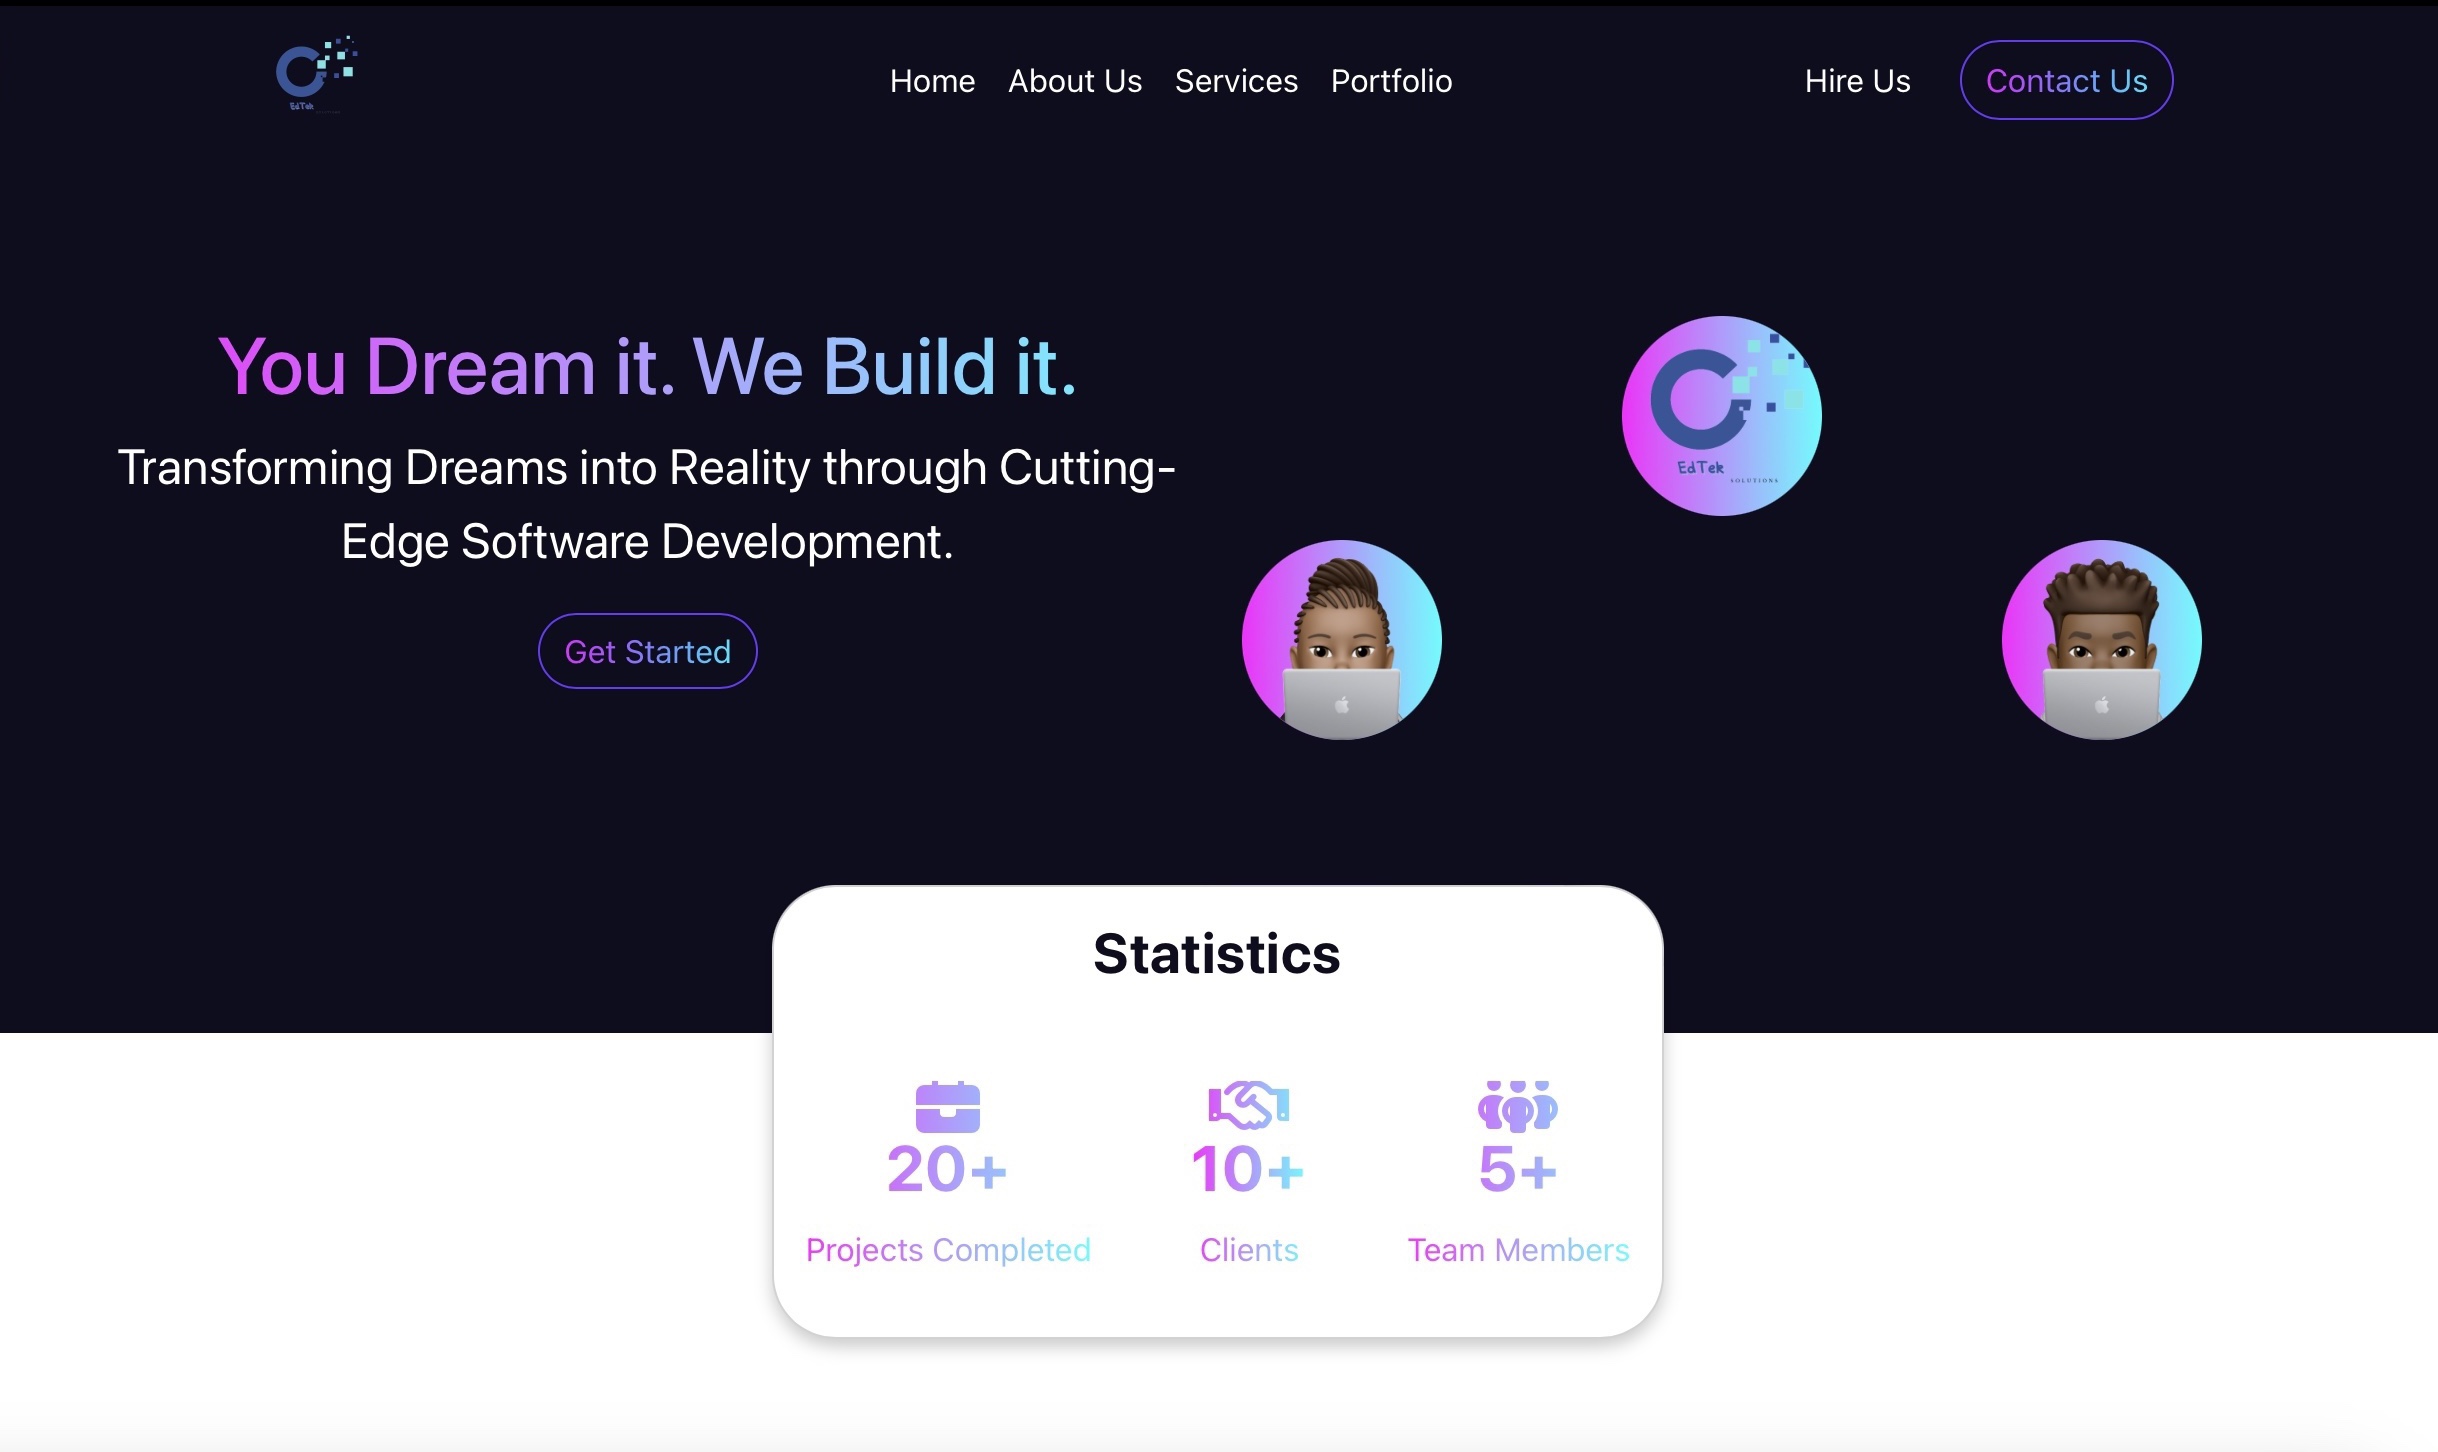 EdTek
Home
About Us
Services
Portfolio
Hire Us
Contact Us
You Dream it. We Build it.
Transforming Dreams into Reality through Cutting-
Edge Software Development.
Get Started
EdTek
SOLUTIONS
Statistics
20+
10+
5+
Projects Completed
Clients
Team Members